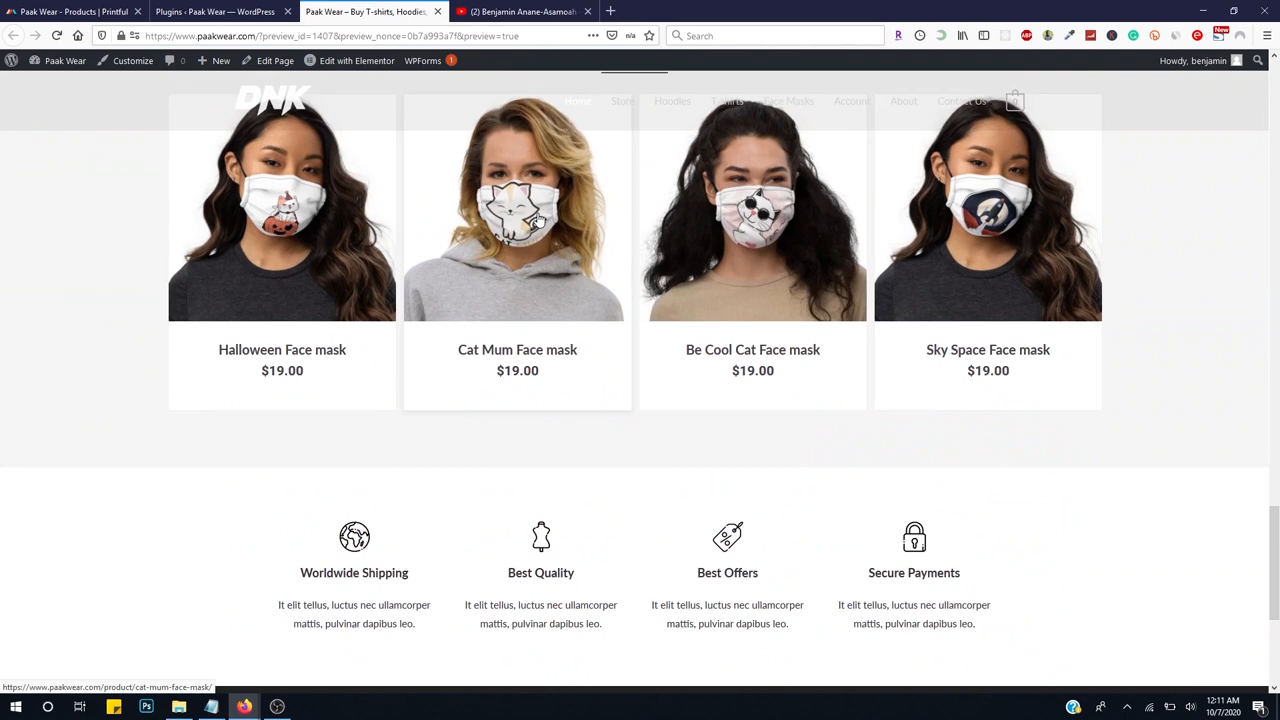 Paak Wear - Products | Printful
Plugins ‹ Paak Wear — WordPress
Paak Wear – Buy T-shirts, Hoodies,
(2) Benjamin Anane-Asamoah
https://www.paakwear.com/?preview_id=1407&preview_nonce=0b7a993a7f&preview=true
Search
New
Paak Wear
Customize
0
New
Edit Page
Edit with Elementor
WPForms
1
Howdy, benjamin
DNK
Home
Store
Hoodies
T-shirts
Face Masks
Account
About
Contact Us
0
Halloween Face mask
$19.00
Cat Mum Face mask
$19.00
Be Cool Cat Face mask
$19.00
Sky Space Face mask
$19.00
Worldwide Shipping
It elit tellus, luctus nec ullamcorper
mattis, pulvinar dapibus leo.
Best Quality
It elit tellus, luctus nec ullamcorper
mattis, pulvinar dapibus leo.
Best Offers
It elit tellus, luctus nec ullamcorper
mattis, pulvinar dapibus leo.
Secure Payments
It elit tellus, luctus nec ullamcorper
mattis, pulvinar dapibus leo.
https://www.paakwear.com/product/cat-mum-face-mask/
Ps
12:11 AM
10/7/2020